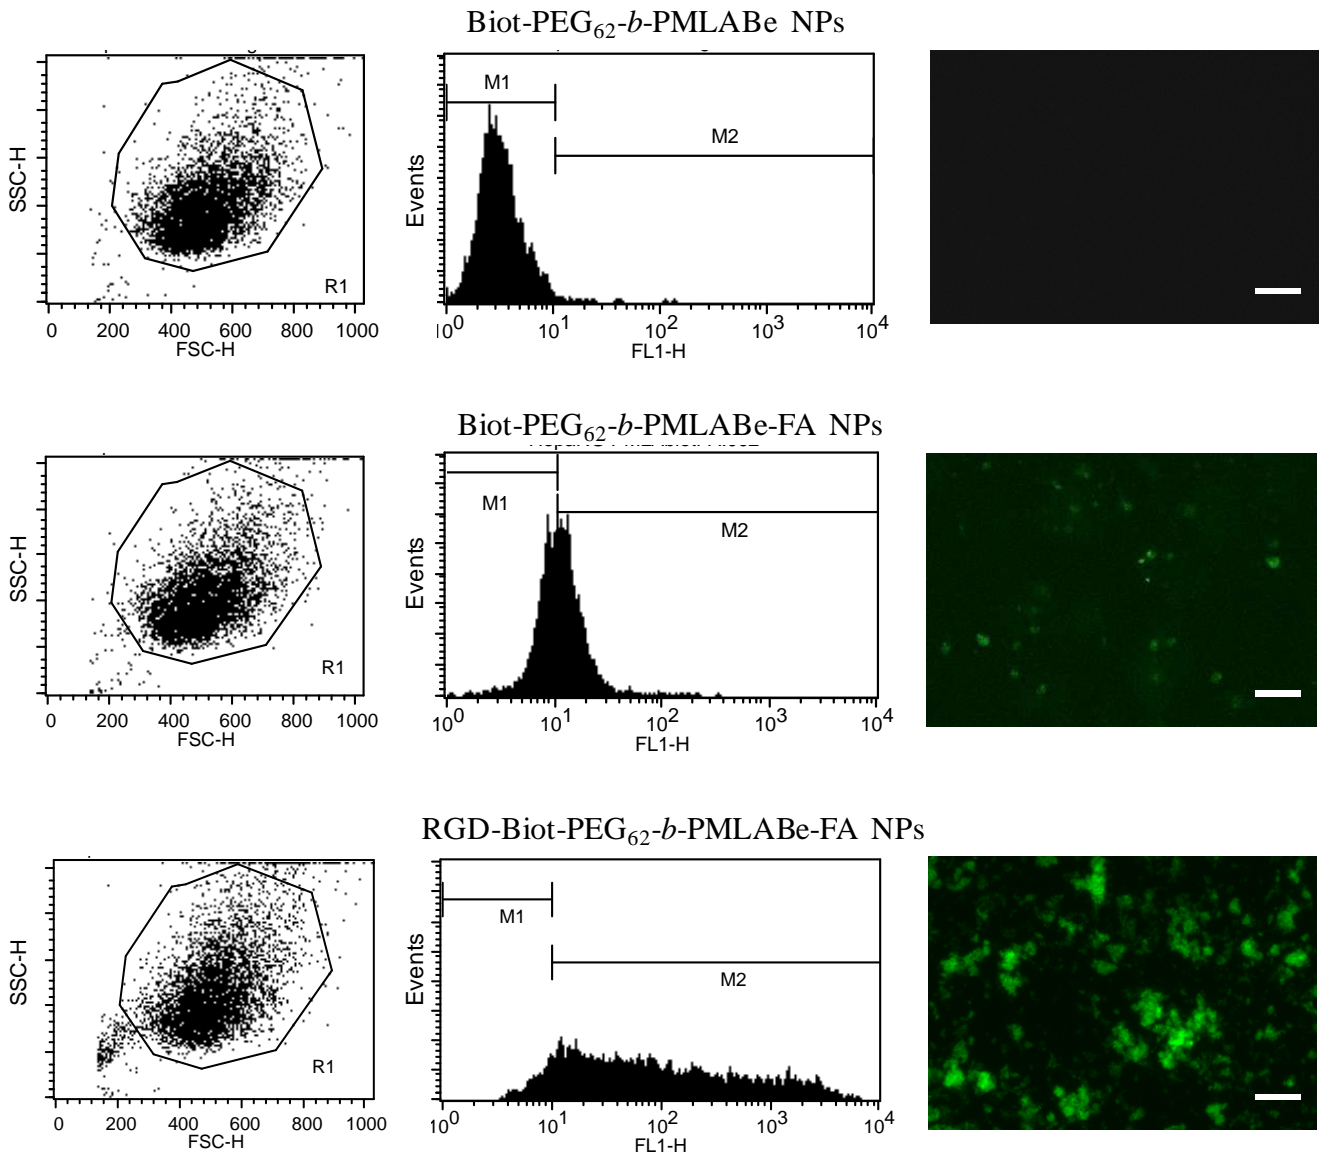 Biot-PEG62-b-PMLABe NPs
SSC-H
R1
0 200 400 600 800 1000
FSC-H
Events
M1
M2
10^0 10^1 10^2 10^3 10^4
FL1-H
Biot-PEG62-b-PMLABe-FA NPs
SSC-H
R1
0 200 400 600 800 1000
FSC-H
Events
M1
M2
10^0 10^1 10^2 10^3 10^4
FL1-H
RGD-Biot-PEG62-b-PMLABe-FA NPs
SSC-H
R1
0 200 400 600 800 1000
FSC-H
Events
M1
M2
10^0 10^1 10^2 10^3 10^4
FL1-H